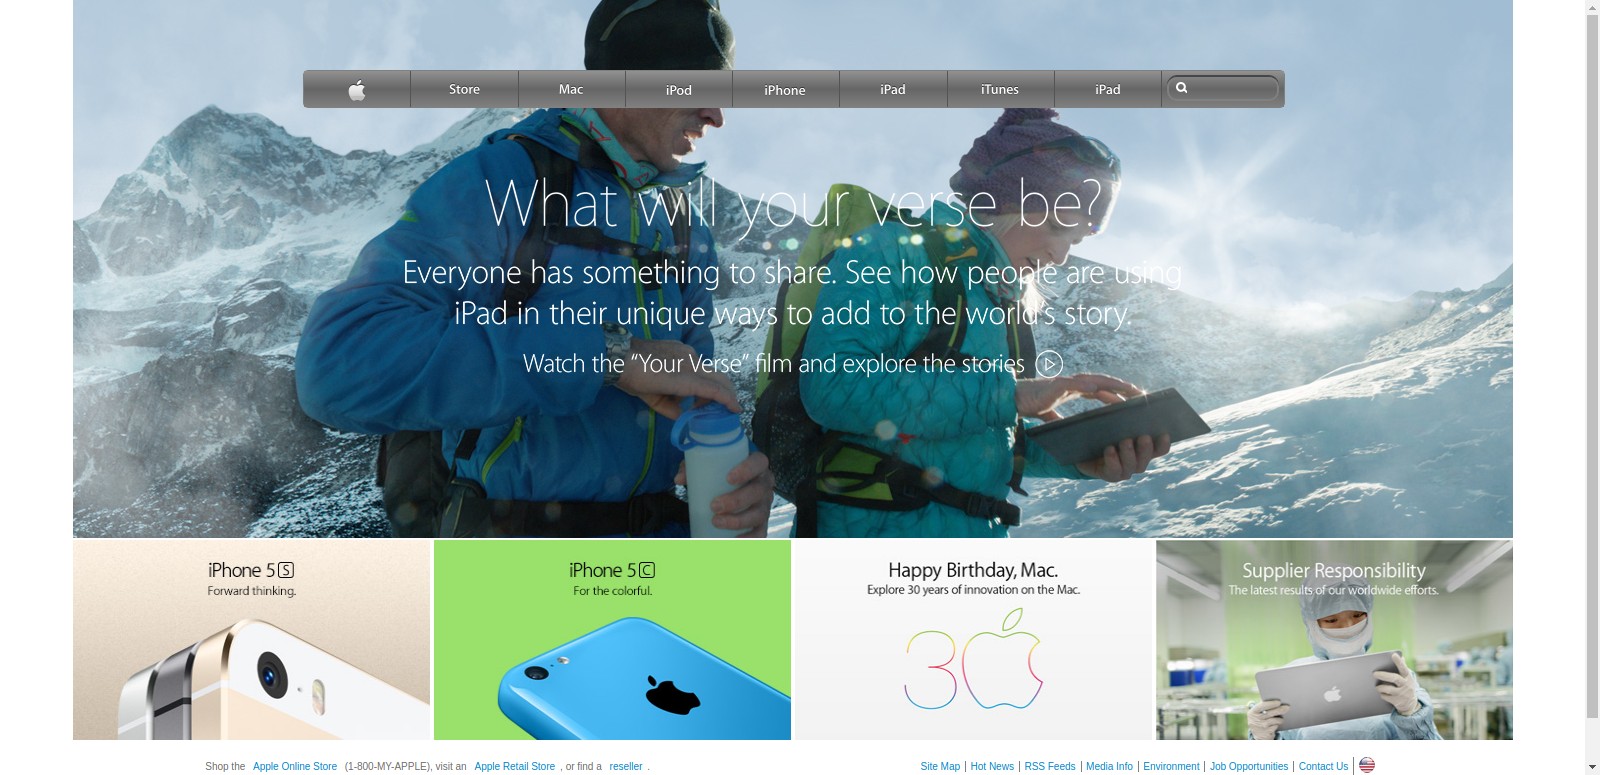 Store Mac iPod iPhone iPad iTunes iPad
What will your verse be?
Everyone has something to share. See how people are using
iPad in their unique ways to add to the world's story.
Watch the “Your Verse” film and explore the stories
iPhone 5S
Forward thinking.
iPhone 5C
For the colorful.
Happy Birthday, Mac.
Explore 30 years of innovation on the Mac.
30
Supplier Responsibility
The latest results of our worldwide efforts.
Shop the Apple Online Store (1-800-MY-APPLE), visit an Apple Retail Store , or find a reseller .
Site Map | Hot News | RSS Feeds | Media Info | Environment | Job Opportunities | Contact Us |